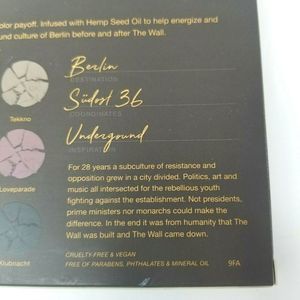 olor payoff. Infused with Hemp Seed Oil to help energize and
und culture of Berlin before and after The Wall.
Berlin
DESTINATION
Südost 36
COORDINATES
Tekkno
Undergound
INSPIRATION
For 28 years a subculture of resistance and
opposition grew in a city divided. Politics, art and
music all intersected for the rebellious youth
Loveparade
fighting against the establishment. Not presidents,
prime ministers nor monarchs could make the
difference. In the end it was from humanity that The
Wall was built and The Wall came down.
Klubnacht
CRUELTY-FREE & VEGAN
FREE OF PARABENS, PHTHALATES & MINERAL OIL
9FA